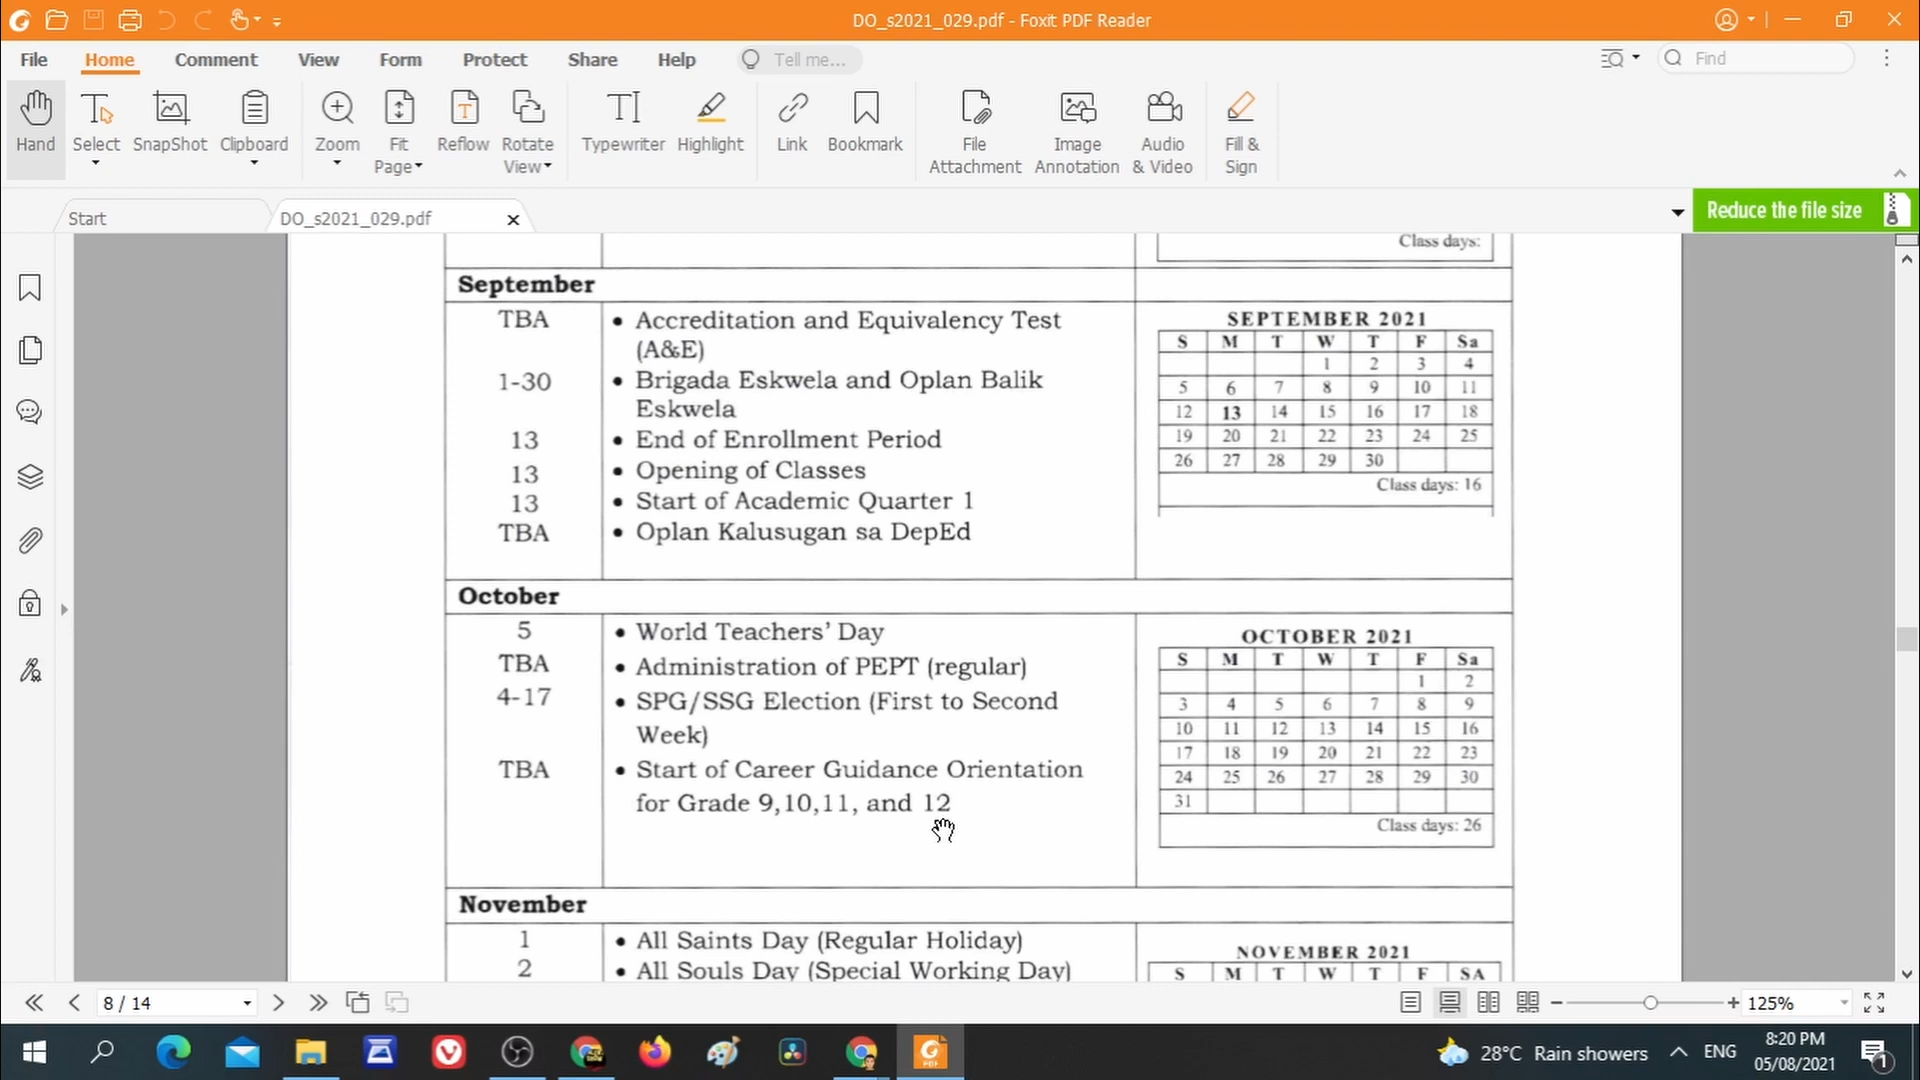 DO_s2021_029.pdf - Foxit PDF Reader
File Home Comment View Form Protect Share Help Tell me... Find
Hand Select SnapShot Clipboard Zoom Fit Page Reflow Rotate View Typewriter Highlight Link Bookmark File Attachment Image Annotation Audio & Video Fill & Sign
Start DO_s2021_029.pdf Reduce the file size
Class days:
September
TBA • Accreditation and Equivalency Test
(A&E)
1-30 • Brigada Eskwela and Oplan Balik
Eskwela
13 • End of Enrollment Period
13 • Opening of Classes
13 • Start of Academic Quarter 1
TBA • Oplan Kalusugan sa DepEd
SEPTEMBER 2021
S M T W T F Sa
1 2 3 4
5 6 7 8 9 10 11
12 13 14 15 16 17 18
19 20 21 22 23 24 25
26 27 28 29 30
Class days: 16
October
5 • World Teachers' Day
TBA • Administration of PEPT (regular)
4-17 • SPG/SSG Election (First to Second
Week)
TBA • Start of Career Guidance Orientation
for Grade 9,10,11, and 12
OCTOBER 2021
S M T W T F Sa
1 2
3 4 5 6 7 8 9
10 11 12 13 14 15 16
17 18 19 20 21 22 23
24 25 26 27 28 29 30
31
Class days: 26
November
1 • All Saints Day (Regular Holiday)
2 • All Souls Day (Special Working Day)
NOVEMBER 2021
S M T W T F SA
8 / 14 125%
28°C Rain showers ENG 8:20 PM
05/08/2021 1